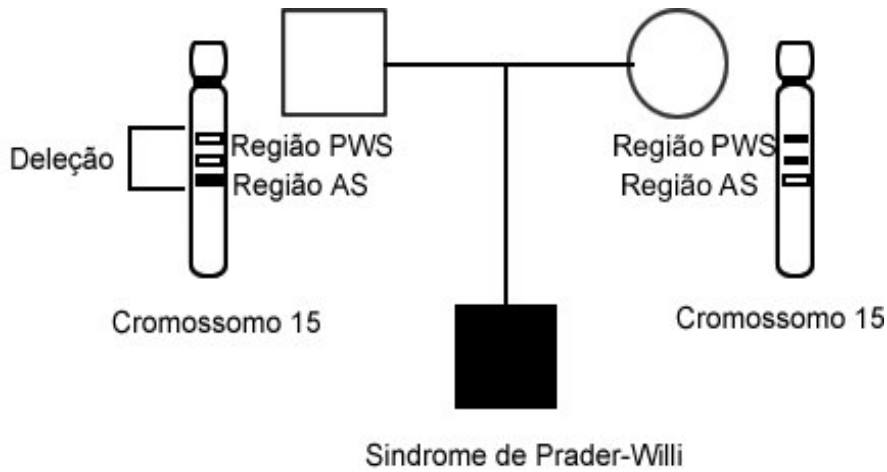 Deleção
Região PWS
Região AS
Cromossomo 15
Região PWS
Região AS
Cromossomo 15
Sindrome de Prader-Willi